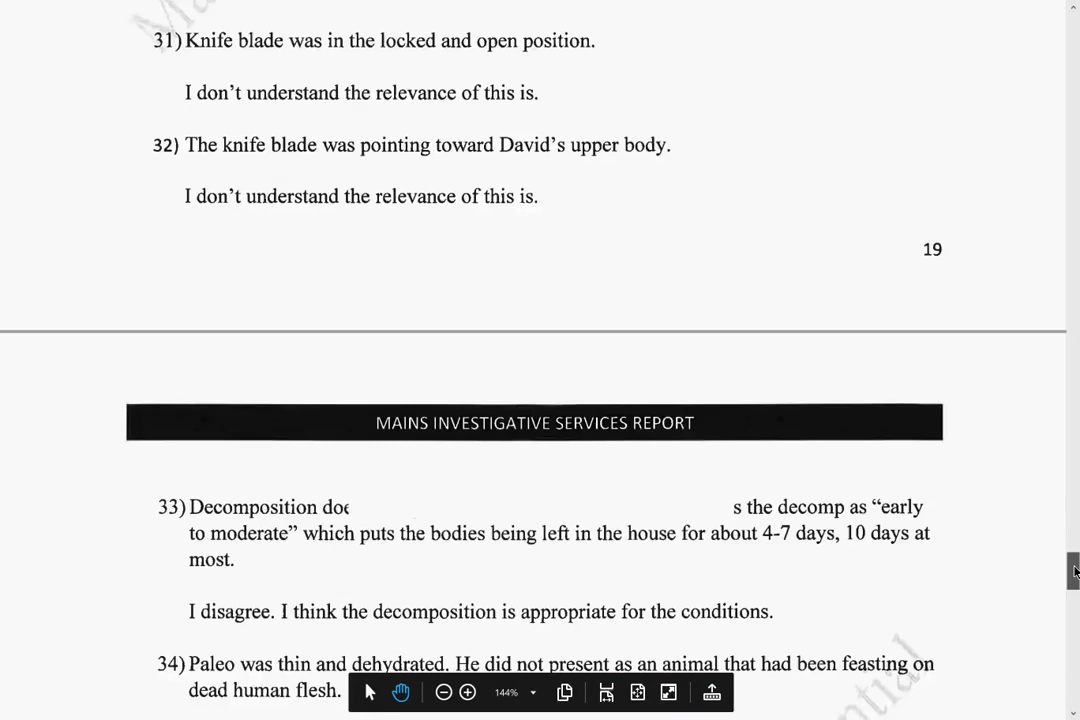 31) Knife blade was in the locked and open position.
I don’t understand the relevance of this is.
32) The knife blade was pointing toward David’s upper body.
I don’t understand the relevance of this is.
19
MAINS INVESTIGATIVE SERVICES REPORT
33) Decomposition s the decomp as “early
to moderate” which puts the bodies being left in the house for about 4-7 days, 10 days at
most.
I disagree. I think the decomposition is appropriate for the conditions.
34) Paleo was thin and dehydrated. He did not present as an animal that had been feasting on
dead human flesh.
144%